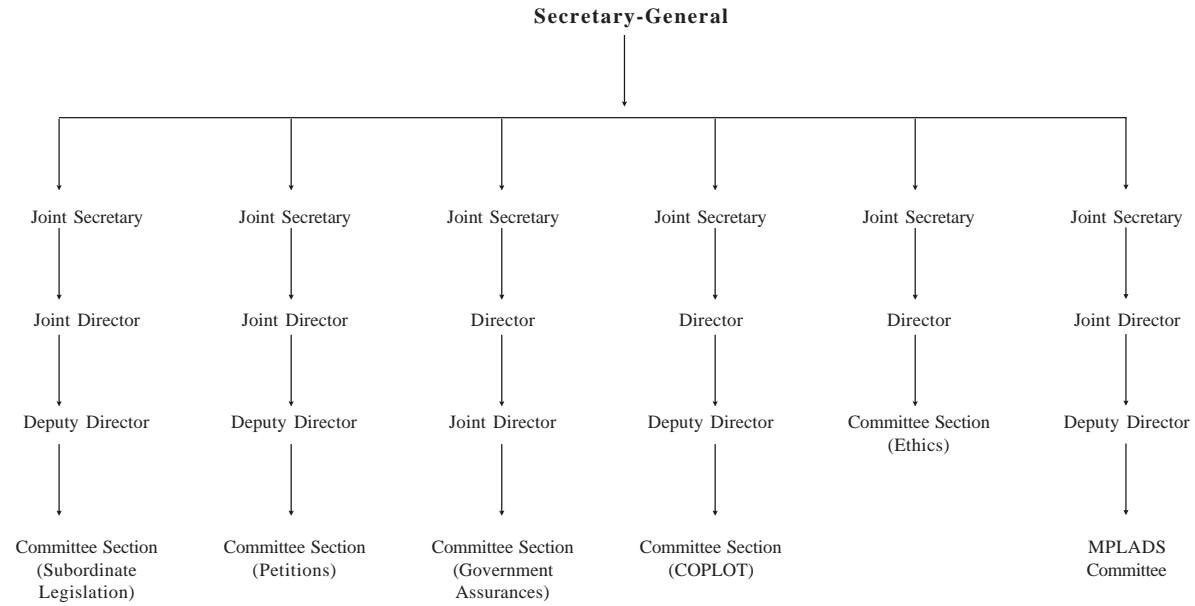 Secretary-General
Joint Secretary Joint Secretary Joint Secretary Joint Secretary Joint Secretary Joint Secretary
Joint Director Joint Director Director Director Director Joint Director
Deputy Director Deputy Director Joint Director Deputy Director Committee Section Deputy Director
(Ethics)
Committee Section Committee Section Committee Section Committee Section MPLADS
(Subordinate (Petitions) (Government (COPLOT) Committee
Legislation) Assurances)